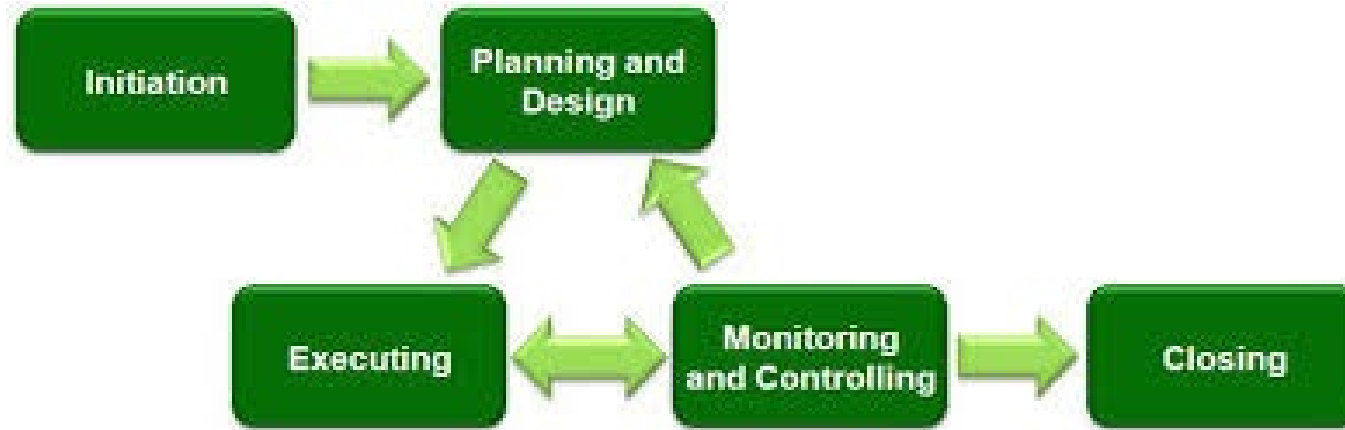 Initiation
Planning and
Design
Executing
Monitoring
and Controlling
Closing